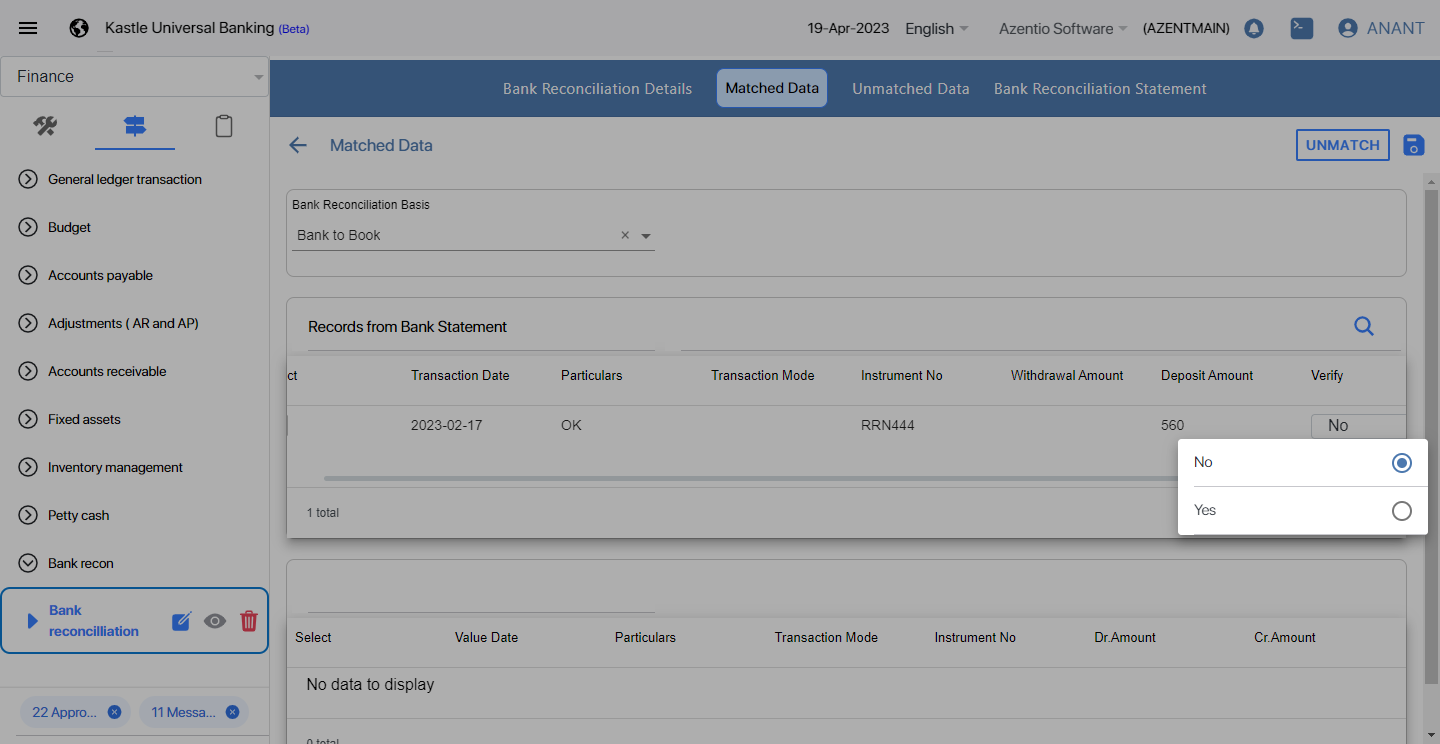 Kastle Universal Banking (Beta)
19-Apr-2023
English
Azentio Software
(AZENTMAIN)
ANANT
Finance
Bank Reconciliation Details
Matched Data
Unmatched Data
Bank Reconciliation Statement
Matched Data
UNMATCH
General ledger transaction
Budget
Accounts payable
Adjustments ( AR and AP)
Accounts receivable
Fixed assets
Inventory management
Petty cash
Bank recon
Bank
reconcilliation
22 Appro...
11 Messa...
Bank Reconciliation Basis
Bank to Book
Records from Bank Statement
ct Transaction Date Particulars Transaction Mode Instrument No Withdrawal Amount Deposit Amount Verify
2023-02-17 OK RRN444 560 No
No
Yes
1 total
Select Value Date Particulars Transaction Mode Instrument No Dr.Amount Cr.Amount
No data to display
0 total